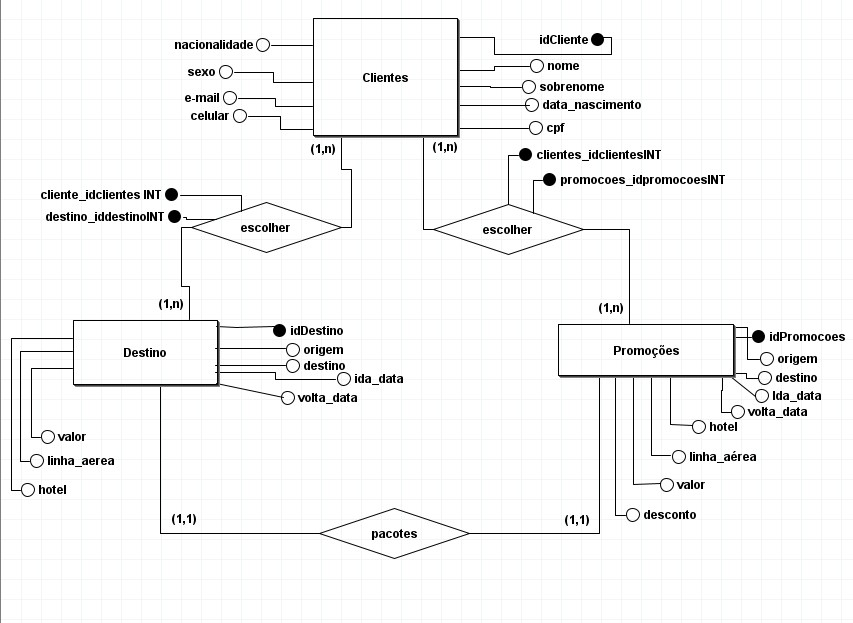 nacionalidade
idCliente
sexo
Clientes
nome
e-mail
sobrenome
celular
data_nascimento
cpf
(1,n)
(1,n)
clientes_idclientesINT
promocoes_idpromocoesINT
cliente_idclientes INT
destino_iddestinoINT
escolher
escolher
(1,n)
(1,n)
idDestino
idPromocoes
Destino
origem
Promoções
origem
destino
destino
ida_data
Ida_data
volta_data
volta_data
hotel
valor
linha_aerea
linha_aérea
hotel
valor
desconto
(1,1)
(1,1)
pacotes